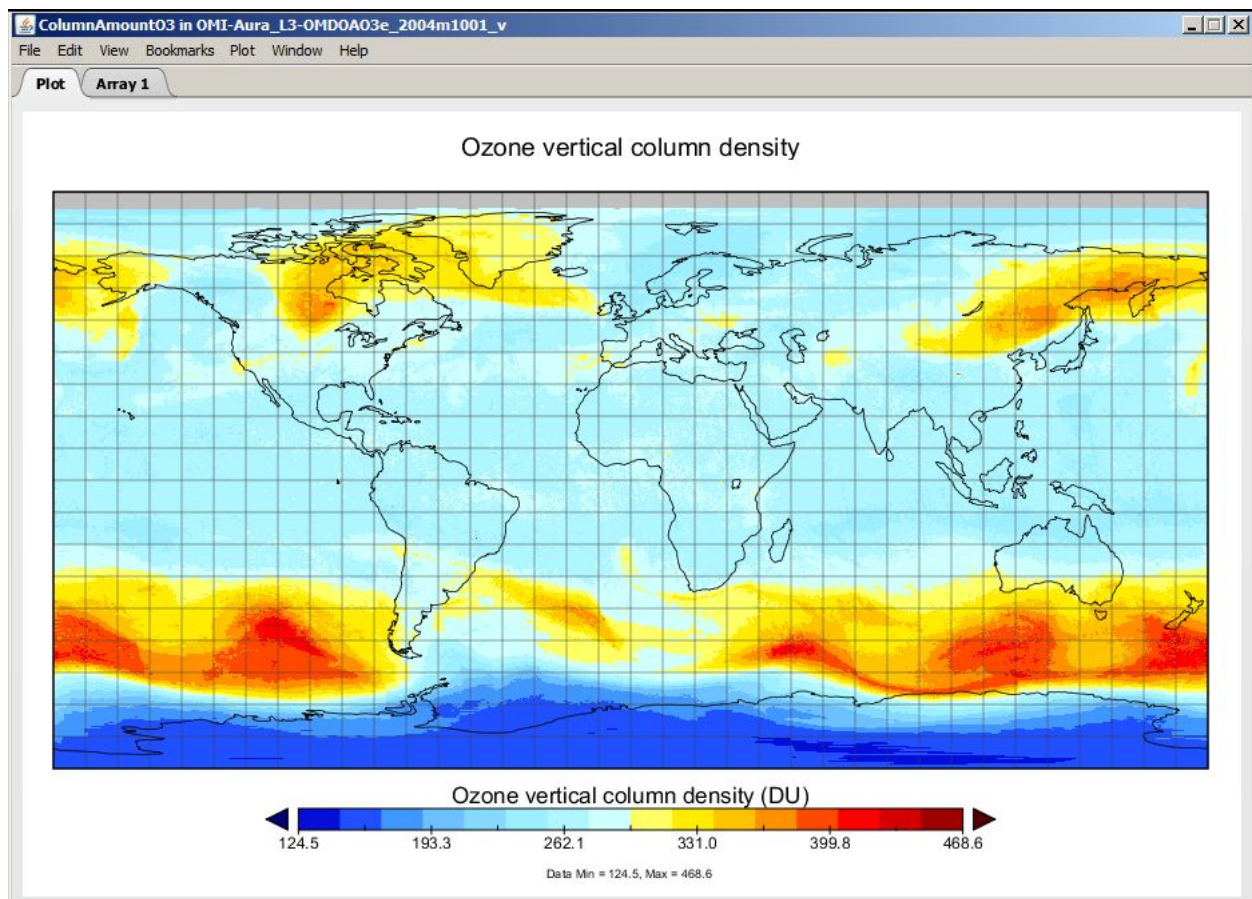 ColumnAmountO3 in OMI-Aura_L3-OMDOAO3e_2004m1001_v
File Edit View Bookmarks Plot Window Help
Plot Array 1
Ozone vertical column density
Ozone vertical column density (DU)
124.5 193.3 262.1 331.0 399.8 468.6
Data Min = 124.5, Max = 468.6